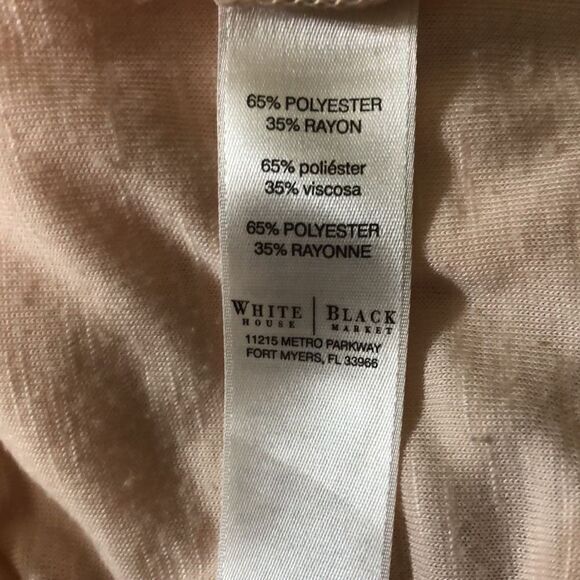 65% POLYESTER
35% RAYON
65% poliéster
35% viscosa
65% POLYESTER
35% RAYONNE
WHITE | BLACK
HOUSE MARKET
11215 METRO PARKWAY
FORT MYERS, FL 33966